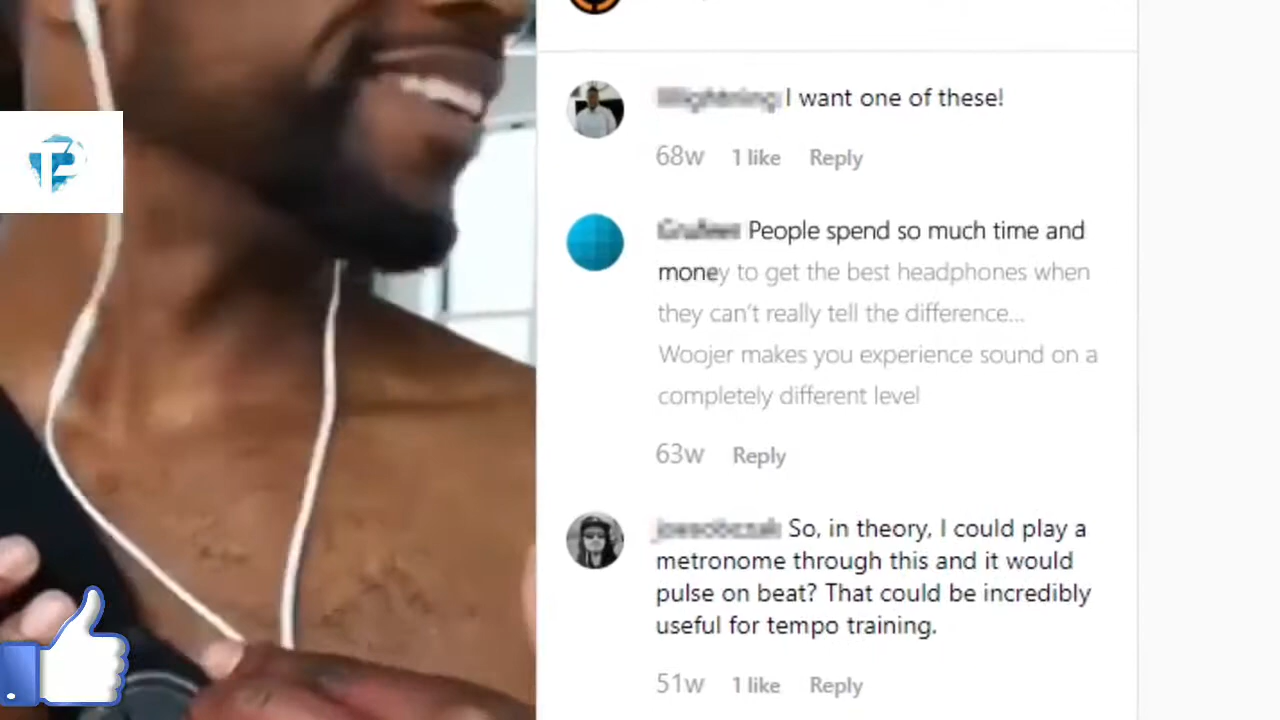 I want one of these!
68w 1 like Reply
People spend so much time and
money to get the best headphones when
they can't really tell the difference...
Woojer makes you experience sound on a
completely different level
63w Reply
So, in theory, I could play a
metronome through this and it would
pulse on beat? That could be incredibly
useful for tempo training.
51w 1 like Reply